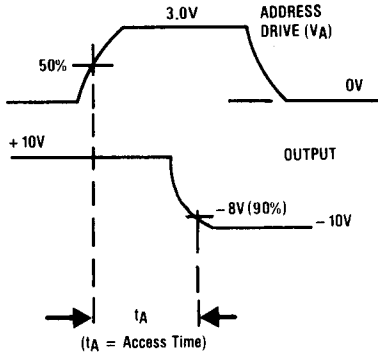 3.0V
ADDRESS
DRIVE (VA)
50%
0V
+ 10V
OUTPUT
– 8V (90%)
– 10V
tA
(tA = Access Time)